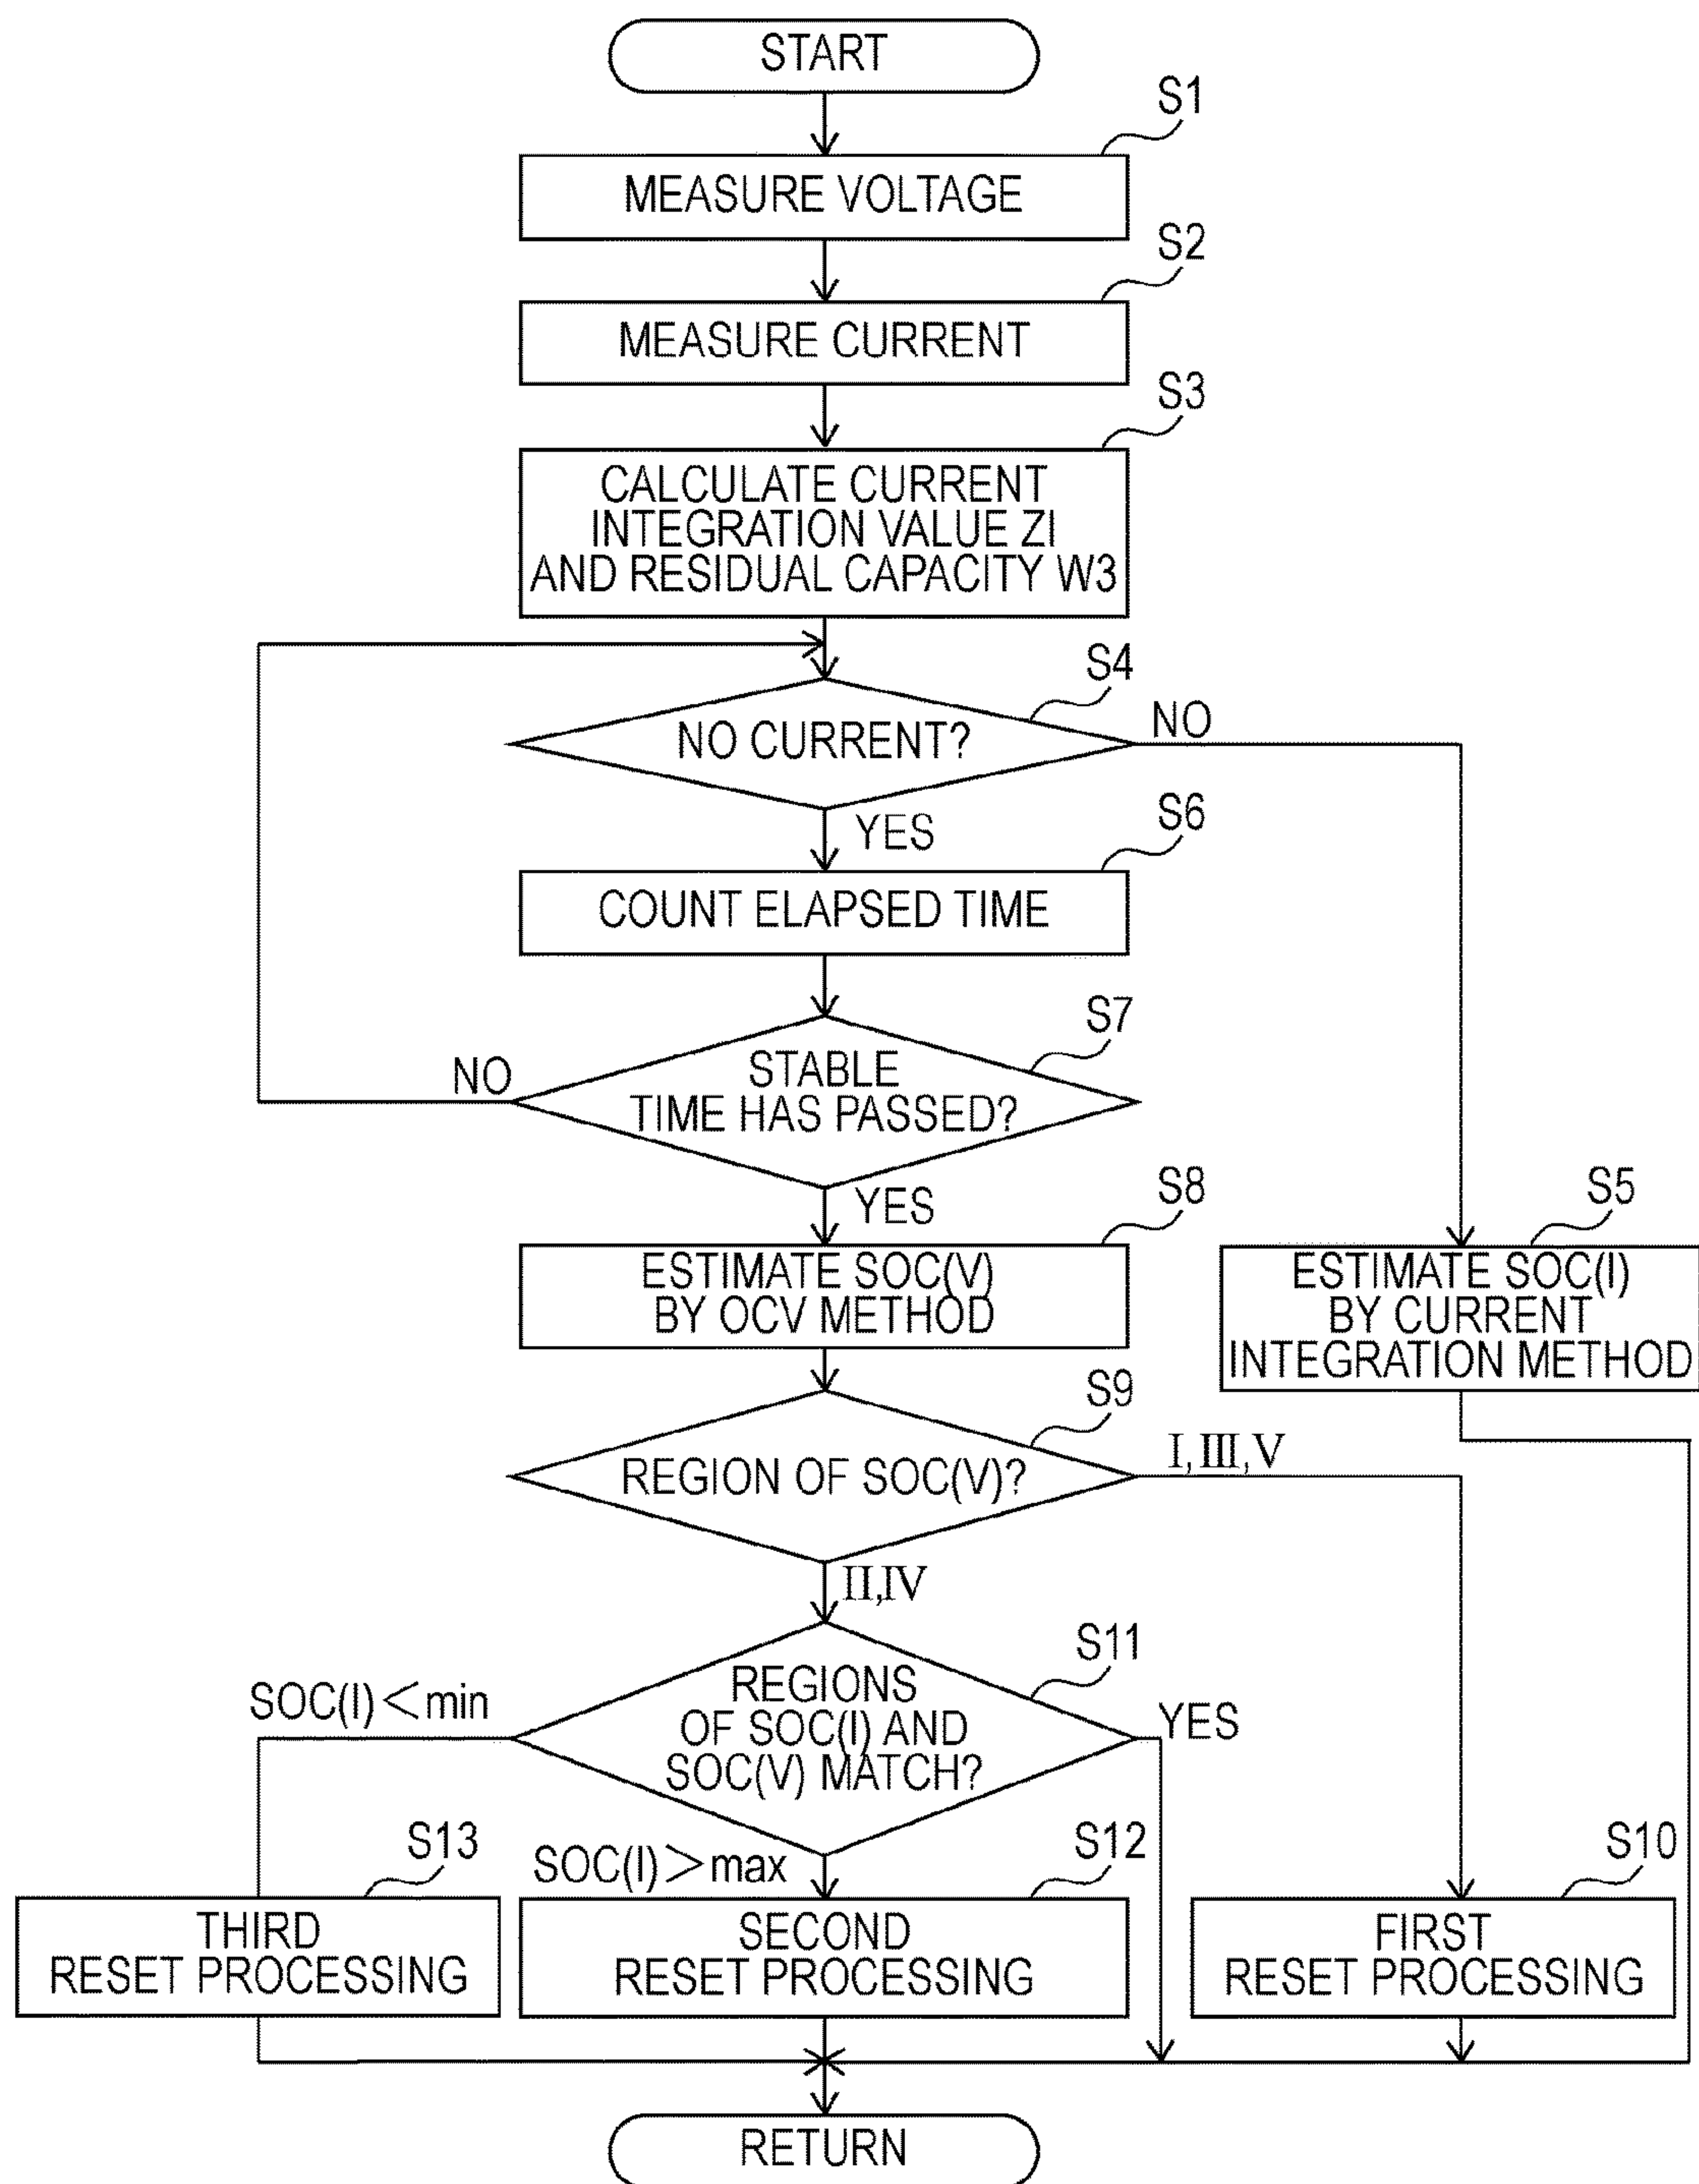 START
S1
MEASURE VOLTAGE
S2
MEASURE CURRENT
S3
CALCULATE CURRENT
INTEGRATION VALUE ZI
AND RESIDUAL CAPACITY W3
S4
NO CURRENT?
NO
YES
S6
COUNT ELAPSED TIME
S7
STABLE
TIME HAS PASSED?
NO
YES
S8
ESTIMATE SOC(V)
BY OCV METHOD
S5
ESTIMATE SOC(I)
BY CURRENT
INTEGRATION METHOD
S9
REGION OF SOC(V)?
I, III, V
II,IV
S11
REGIONS
OF SOC(I) AND
SOC(V) MATCH?
SOC(I)<min
YES
SOC(I)>max
S13
THIRD
RESET PROCESSING
S12
SECOND
RESET PROCESSING
S10
FIRST
RESET PROCESSING
RETURN